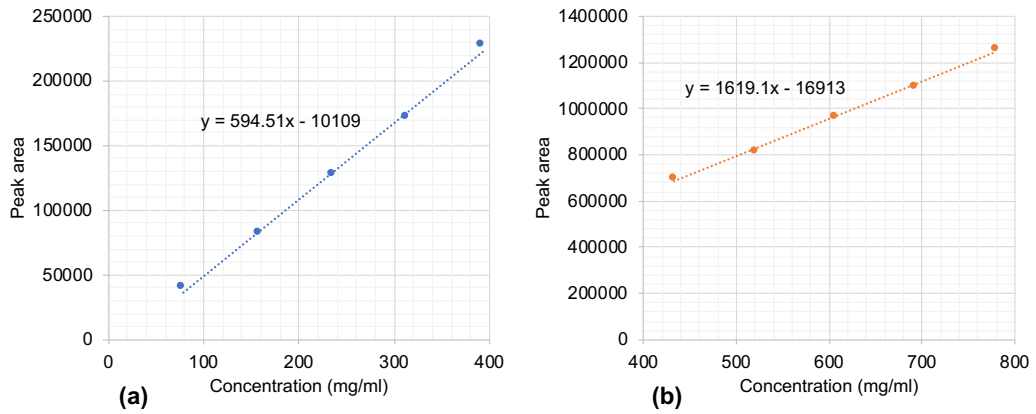 250000
200000
150000
100000
50000
0
Peak area
y = 594.51x - 10109
0 100 200 300 400
Concentration (mg/ml)
(a)
1400000
1200000
1000000
800000
600000
400000
200000
0
Peak area
y = 1619.1x - 16913
400 500 600 700 800
Concentration (mg/ml)
(b)